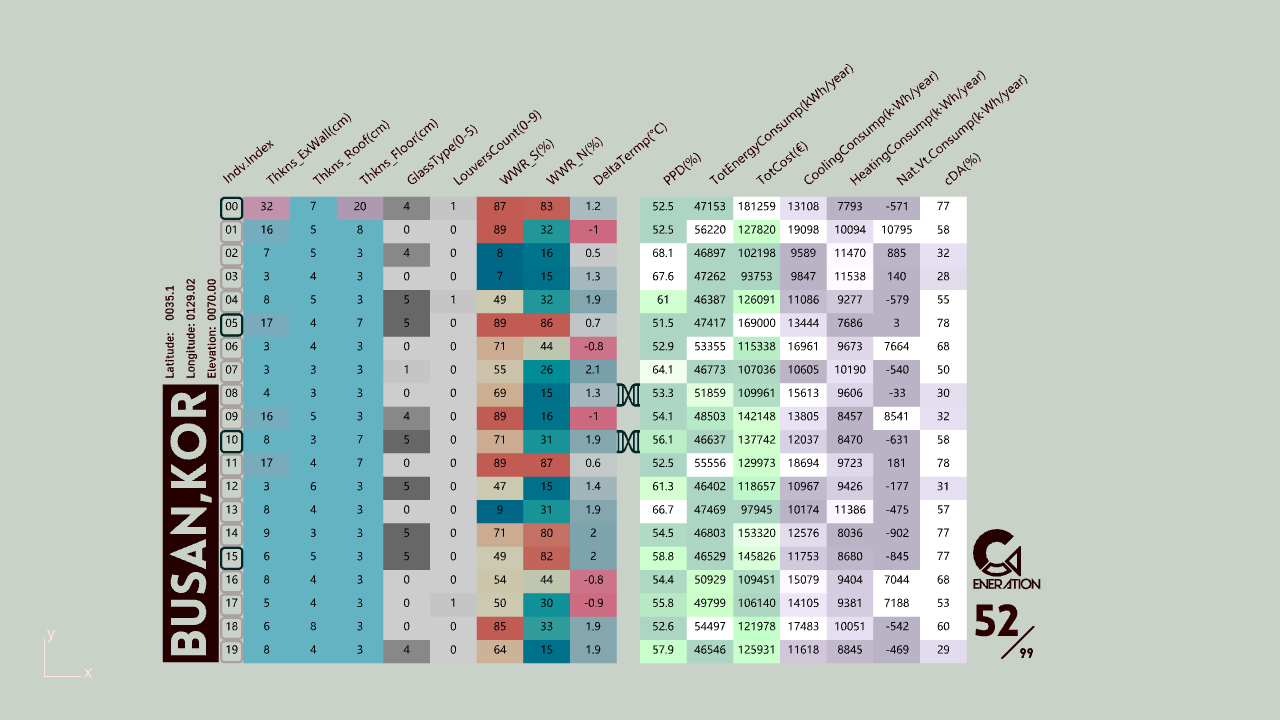 Indv.Index Thkns_ExWall(cm) Thkns_Roof(cm) Thkns_Floor(cm) GlassType(0-5) LouversCount(0-9) WWR_S(%) WWR_N(%) DeltaTermp(°C) PPD(%) TotEnergyConsump(kWh/year) TotCost(€) CoolingConsump(k·Wh/year) HeatingConsump(k·Wh/year) Nat.Vt.Consump(k·Wh/year) cDA(%)
00 32 7 20 4 1 87 83 1.2 52.5 47153 181259 13108 7793 -571 77
01 16 5 8 0 0 89 32 -1 52.5 56220 127820 19098 10094 10795 58
02 7 5 3 4 0 8 16 0.5 68.1 46897 102198 9589 11470 885 32
03 3 4 3 0 0 7 15 1.3 67.6 47262 93753 9847 11538 140 28
04 8 5 3 5 1 49 32 1.9 61 46387 126091 11086 9277 -579 55
05 17 4 7 5 0 89 86 0.7 51.5 47417 169000 13444 7686 3 78
06 3 4 3 0 0 71 44 -0.8 52.9 53355 115338 16961 9673 7664 68
07 3 3 3 1 0 55 26 2.1 64.1 46773 107036 10605 10190 -540 50
08 4 3 3 0 0 69 15 1.3 53.3 51859 109961 15613 9606 -33 30
09 16 5 3 4 0 89 16 -1 54.1 48503 142148 13805 8457 8541 32
10 8 3 7 5 0 71 31 1.9 56.1 46637 137742 12037 8470 -631 58
11 17 4 7 0 0 89 87 0.6 52.5 55556 129973 18694 9723 181 78
12 3 6 3 5 0 47 15 1.4 61.3 46402 118657 10967 9426 -177 31
13 8 4 3 0 0 9 31 1.9 66.7 47469 97945 10174 11386 -475 57
14 9 3 3 5 0 71 80 2 54.5 46803 153320 12576 8036 -902 77
15 6 5 3 5 0 49 82 2 58.8 46529 145826 11753 8680 -845 77
16 8 4 3 0 0 54 44 -0.8 54.4 50929 109451 15079 9404 7044 68
17 5 4 3 0 1 50 30 -0.9 55.8 49799 106140 14105 9381 7188 53
18 6 8 3 0 0 85 33 1.9 52.6 54497 121978 17483 10051 -542 60
19 8 4 3 4 0 64 15 1.9 57.9 46546 125931 11618 8845 -469 29
Latitude: 0035.1
Longitude: 0129.02
Elevation: 0070.00
BUSAN,KOR
GENERATION
52/99
y
x